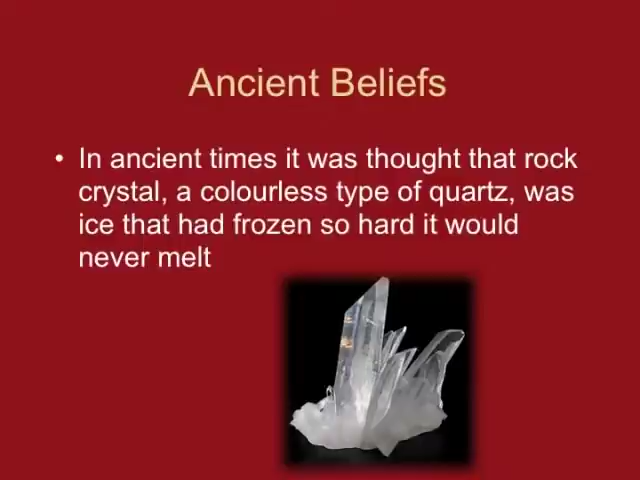 Ancient Beliefs
• In ancient times it was thought that rock
crystal, a colourless type of quartz, was
ice that had frozen so hard it would
never melt